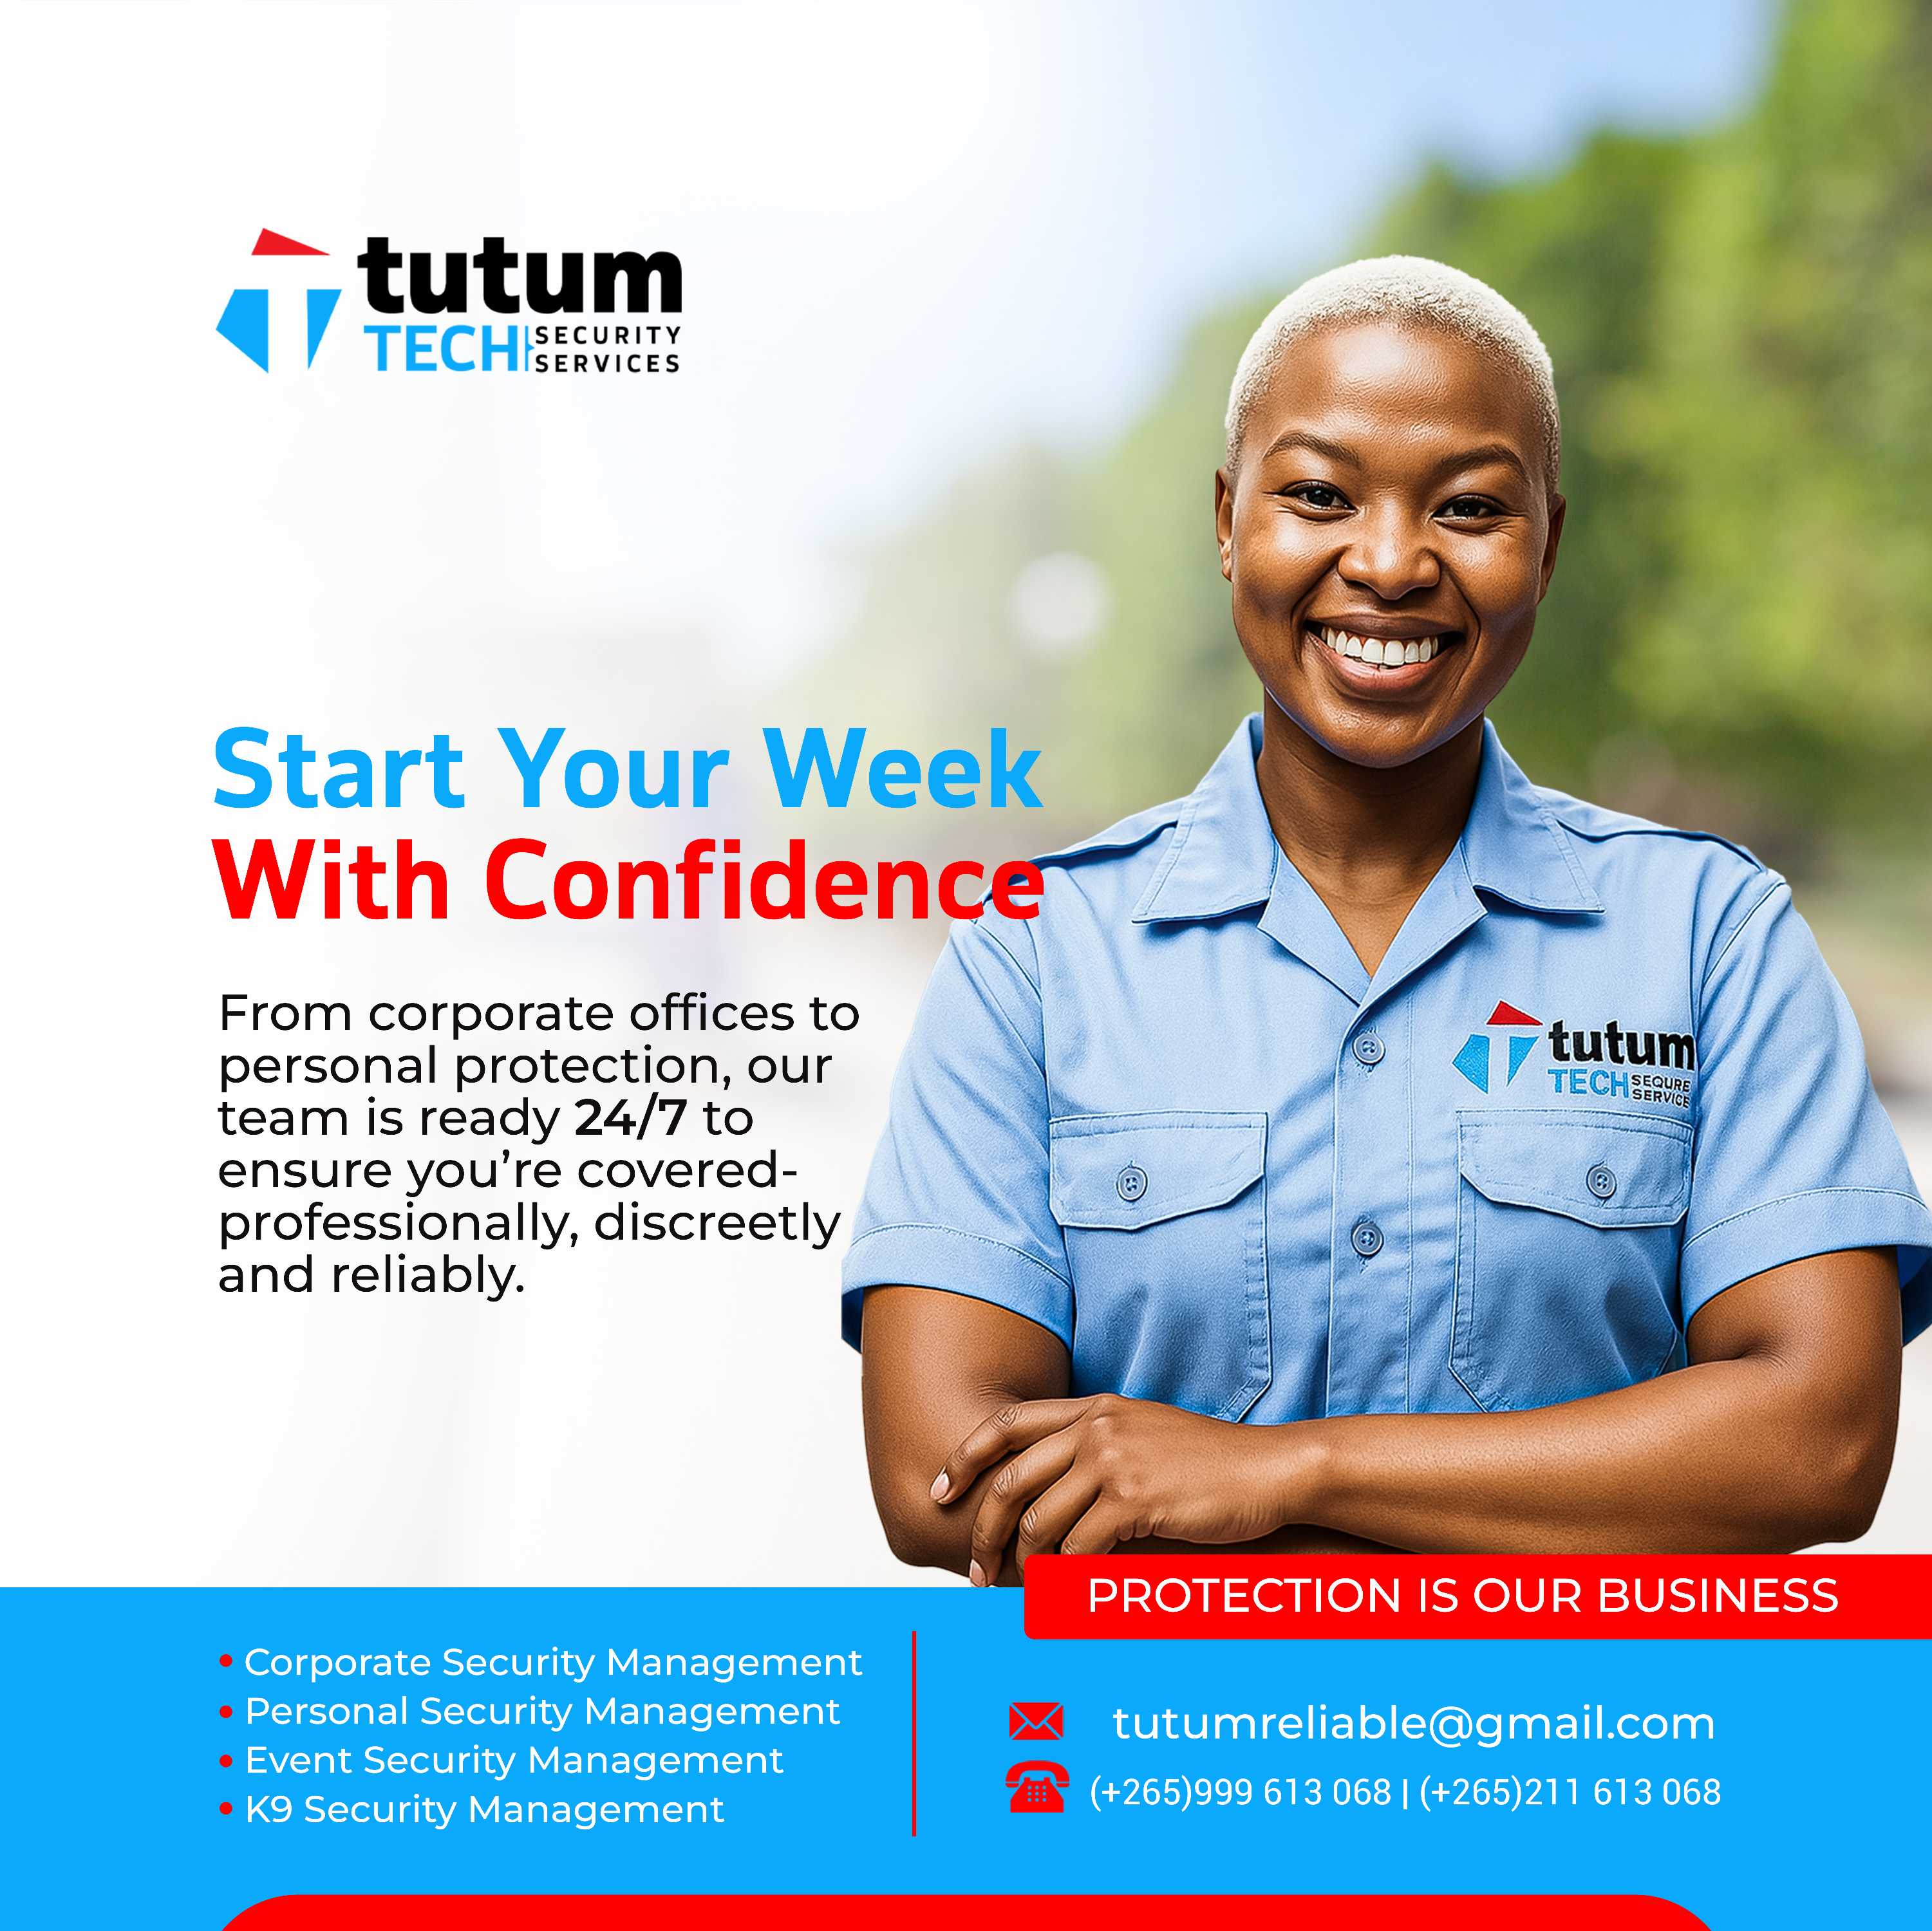 tutum
TECH SECURITY
SERVICES
Start Your Week
With Confidence
From corporate offices to
personal protection, our
team is ready 24/7 to
ensure you’re covered-
professionally, discreetly
and reliably.
tutum
TECH SEQURE
SERVICE
PROTECTION IS OUR BUSINESS
• Corporate Security Management
• Personal Security Management
• Event Security Management
• K9 Security Management
tutumreliable@gmail.com
(+265)999 613 068 | (+265)211 613 068